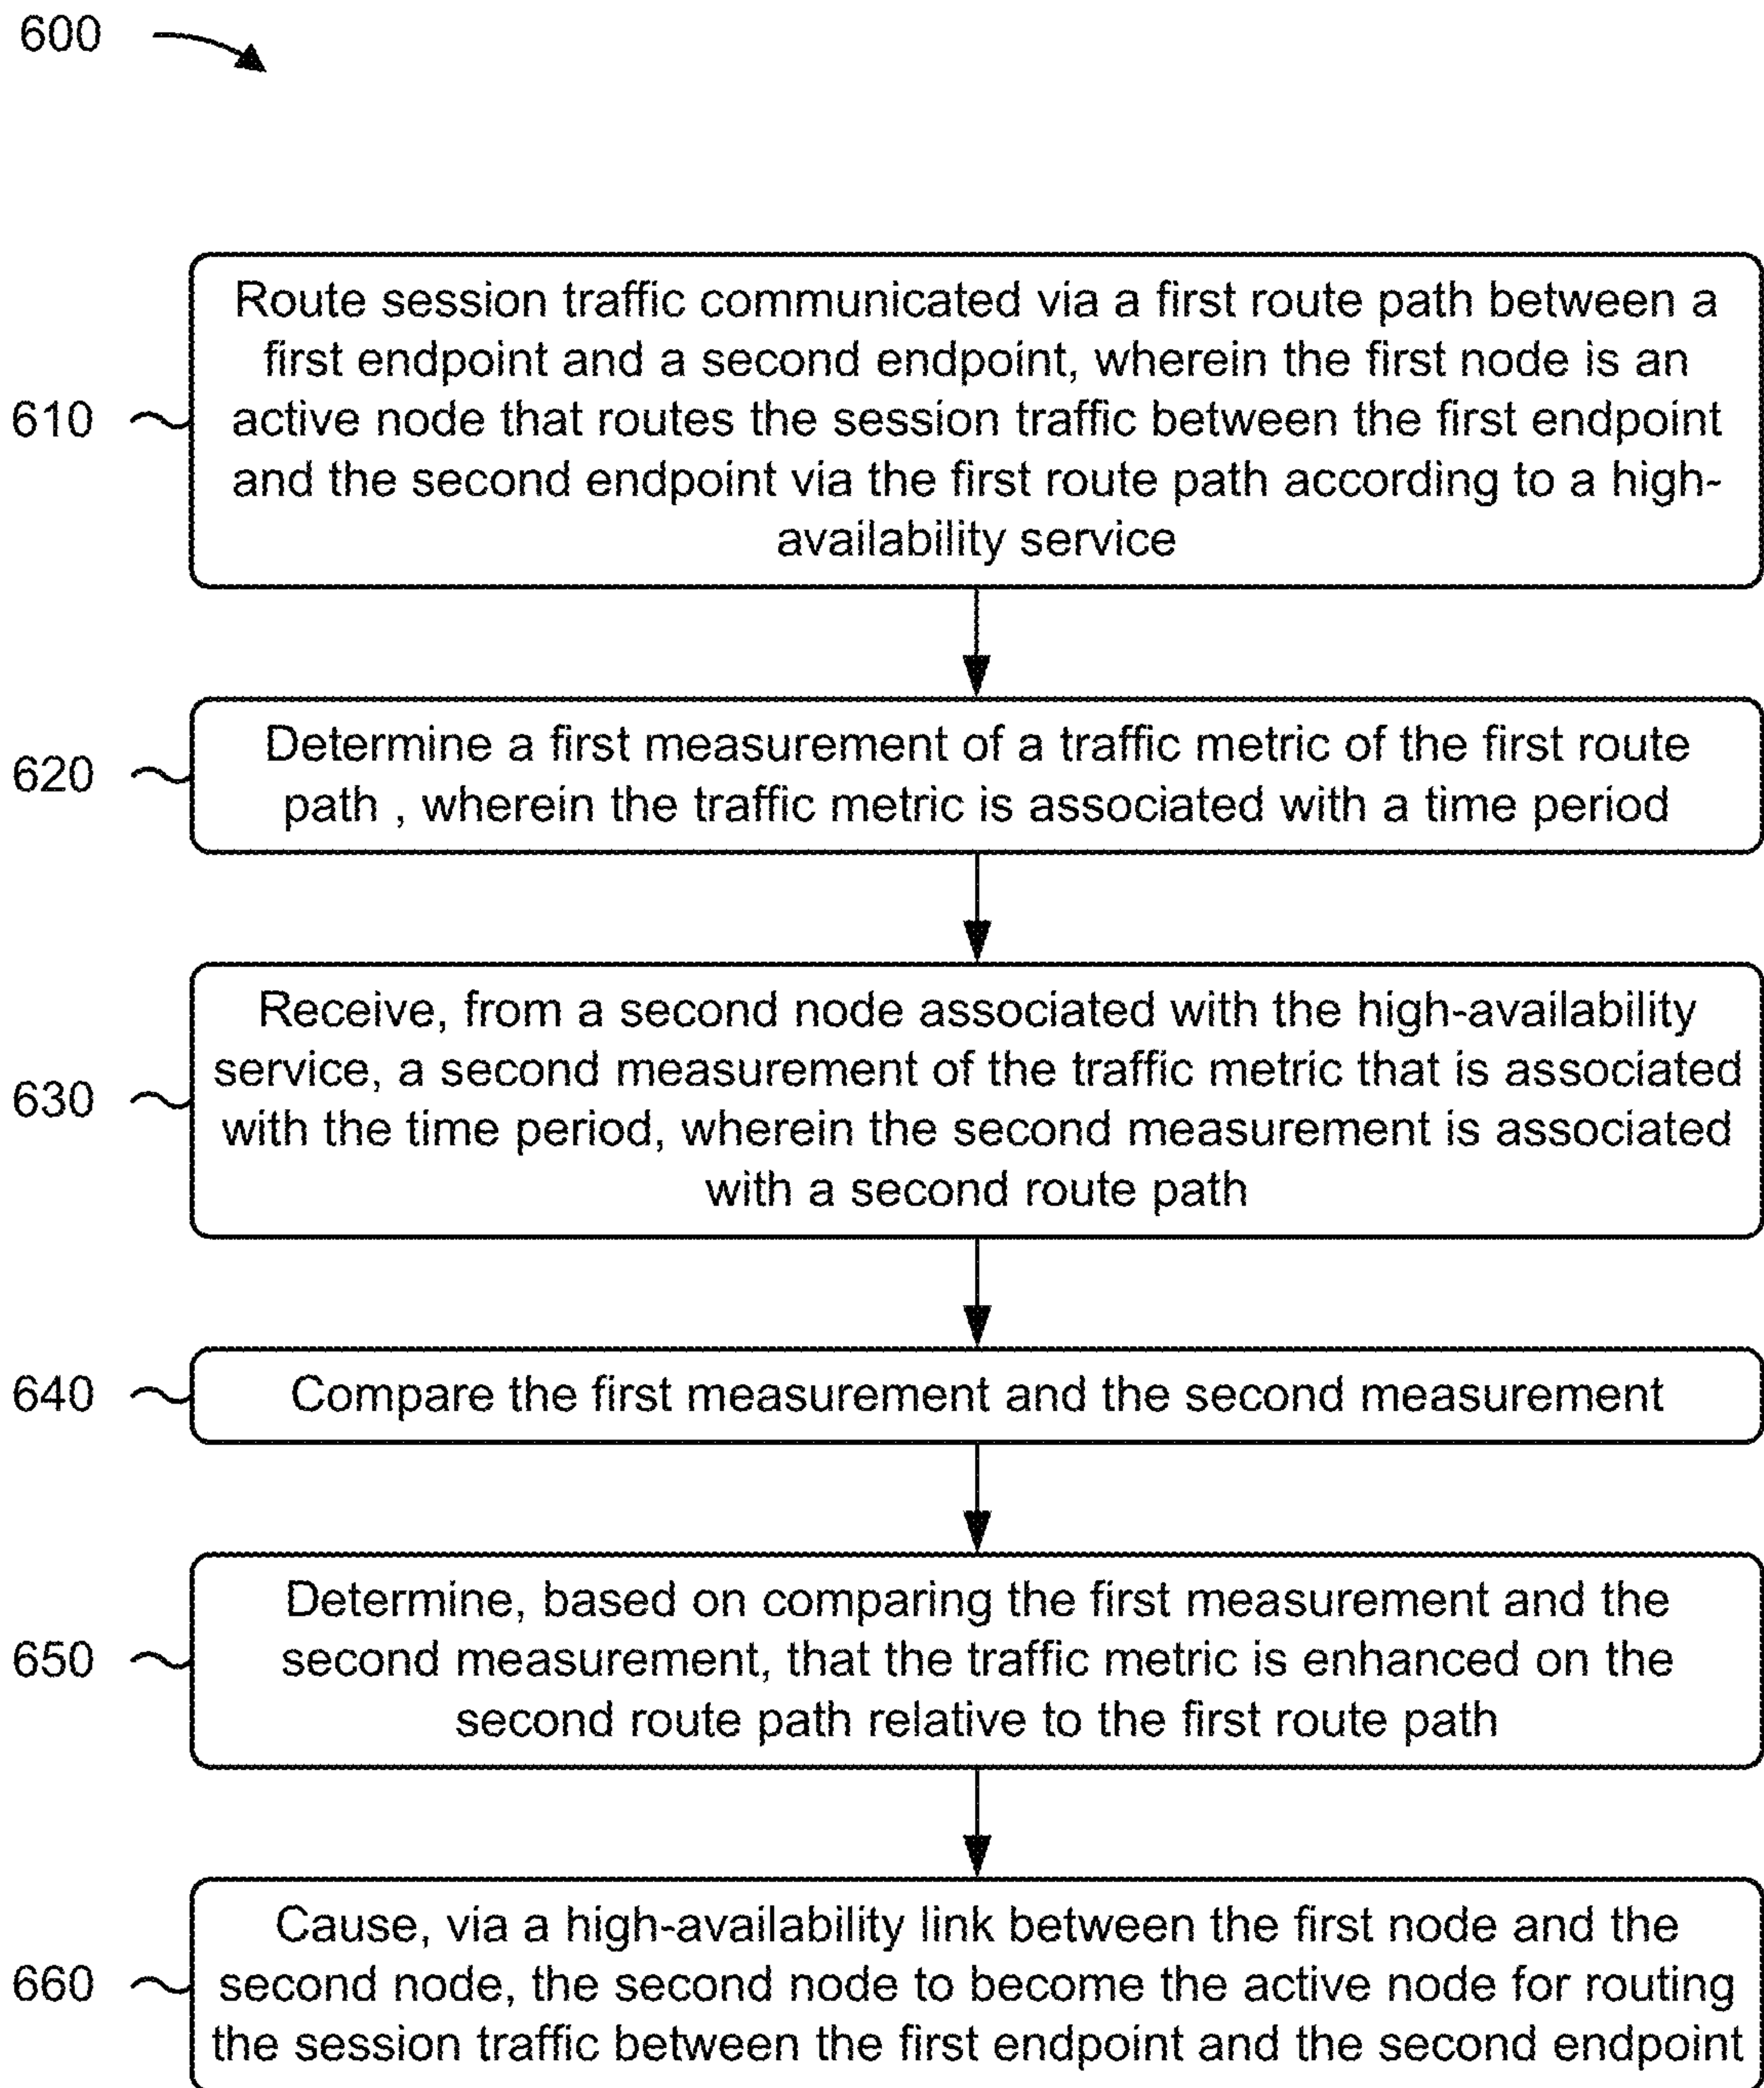 600
610
Route session traffic communicated via a first route path between a
first endpoint and a second endpoint, wherein the first node is an
active node that routes the session traffic between the first endpoint
and the second endpoint via the first route path according to a high-
availability service
620
Determine a first measurement of a traffic metric of the first route
path , wherein the traffic metric is associated with a time period
630
Receive, from a second node associated with the high-availability
service, a second measurement of the traffic metric that is associated
with the time period, wherein the second measurement is associated
with a second route path
640
Compare the first measurement and the second measurement
650
Determine, based on comparing the first measurement and the
second measurement, that the traffic metric is enhanced on the
second route path relative to the first route path
660
Cause, via a high-availability link between the first node and the
second node, the second node to become the active node for routing
the session traffic between the first endpoint and the second endpoint